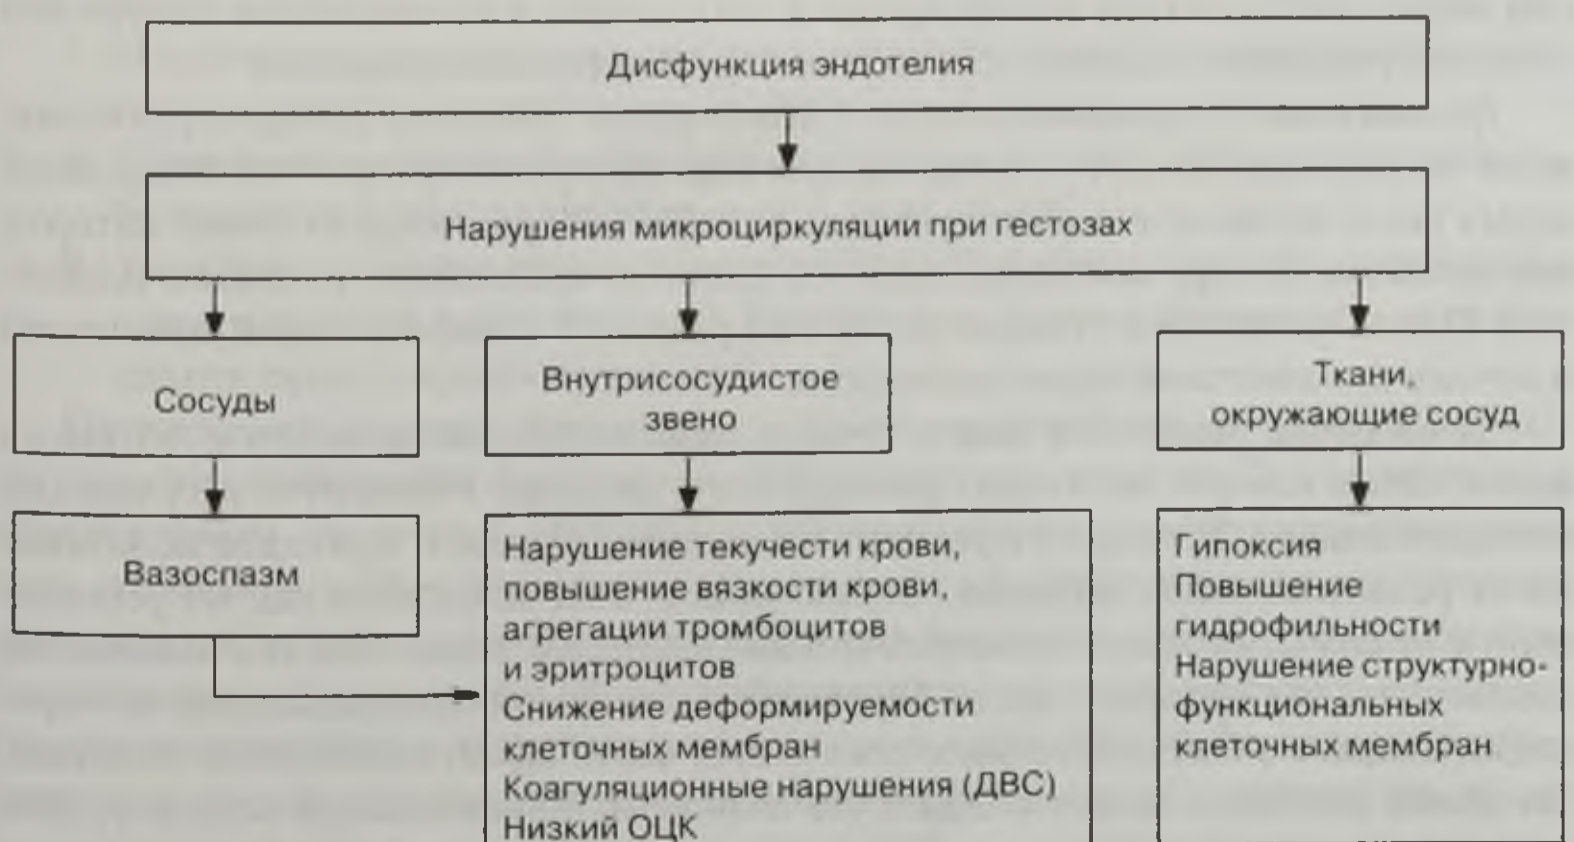 Дисфункция эндотелия
Нарушения микроциркуляции при гестозах
Сосуды
Внутрисосудистое
звено
Ткани,
окружающие сосуд
Вазоспазм
Нарушение текучести крови,
повышение вязкости крови,
агрегации тромбоцитов
и эритроцитов
Снижение деформируемости
клеточных мембран
Коагуляционные нарушения (ДВС)
Низкий ОЦК
Гипоксия
Повышение
гидрофильности
Нарушение структурно-
функциональных
клеточных мембран